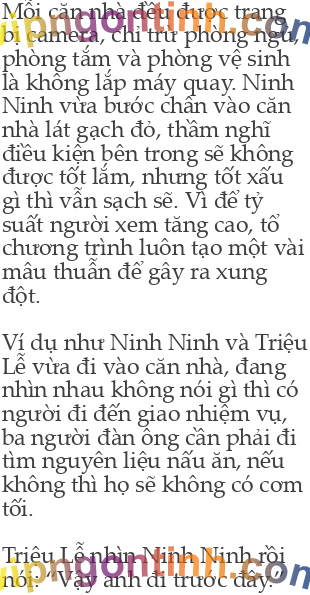 Mỗi căn nhà đều được trang
bị camera, chỉ trừ phòng ngủ,
phòng tắm và phòng vệ sinh
là không lắp máy quay. Ninh
Ninh vừa bước chân vào căn
nhà lát gạch đỏ, thầm nghĩ
điều kiện bên trong sẽ không
được tốt lắm, nhưng tốt xấu
gì thì vẫn sạch sẽ. Vì để tỷ
suất người xem tăng cao, tổ
chương trình luôn tạo một vài
mâu thuẫn để gây ra xung
đột.
Ví dụ như Ninh Ninh và Triệu
Lễ vừa đi vào căn nhà, đang
nhìn nhau không nói gì thì có
người đi đến giao nhiệm vụ,
ba người đàn ông cần phải đi
tìm nguyên liệu nấu ăn, nếu
không thì họ sẽ không có cơm
tối.
Triệu Lễ nhìn Ninh Ninh rồi
nói: “Vậy anh đi trước đây.”
vipngontinh.com
vipngontinh.com